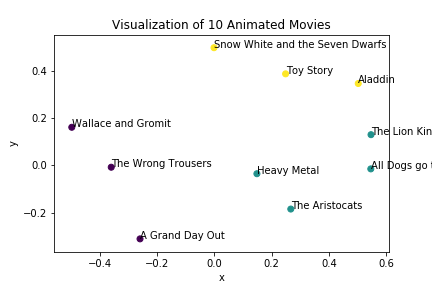 Visualization of 10 Animated Movies
Snow White and the Seven Dwarfs
Toy Story
Aladdin
Wallace and Gromit
The Lion Kin
The Wrong Trousers
Heavy Metal
All Dogs go t
The Aristocats
A Grand Day Out
y
0.4
0.2
0.0
−0.2
−0.4
−0.2
0.0
0.2
0.4
0.6
x